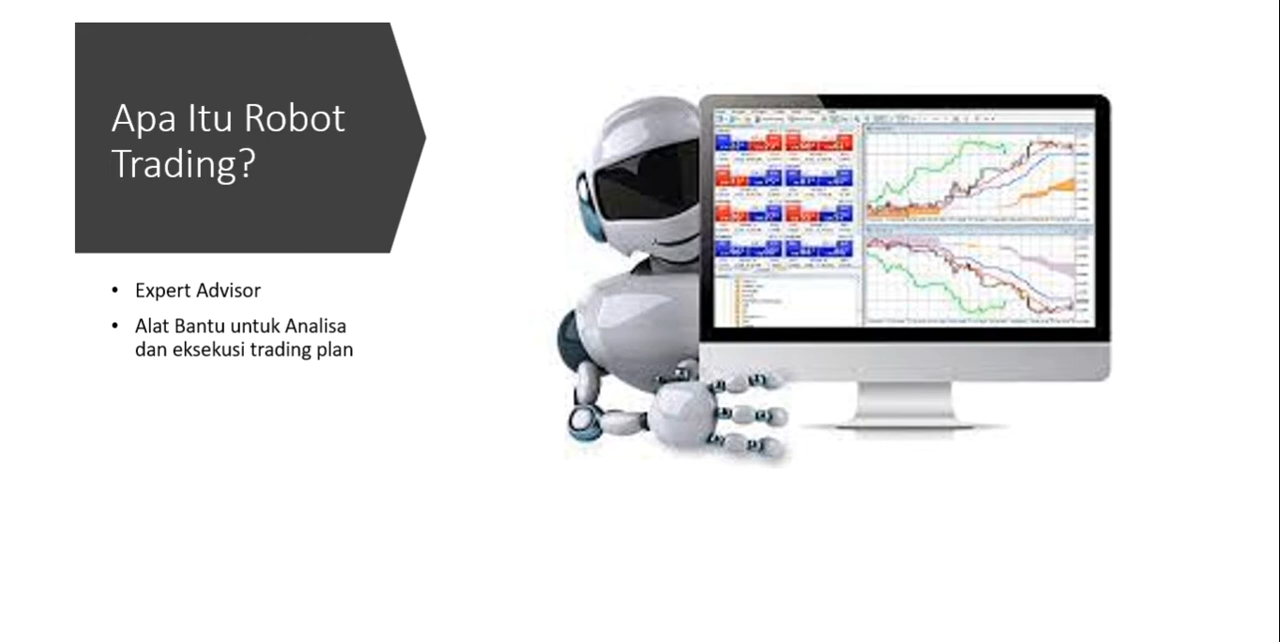 Apa Itu Robot
Trading?
• Expert Advisor
• Alat Bantu untuk Analisa
dan eksekusi trading plan